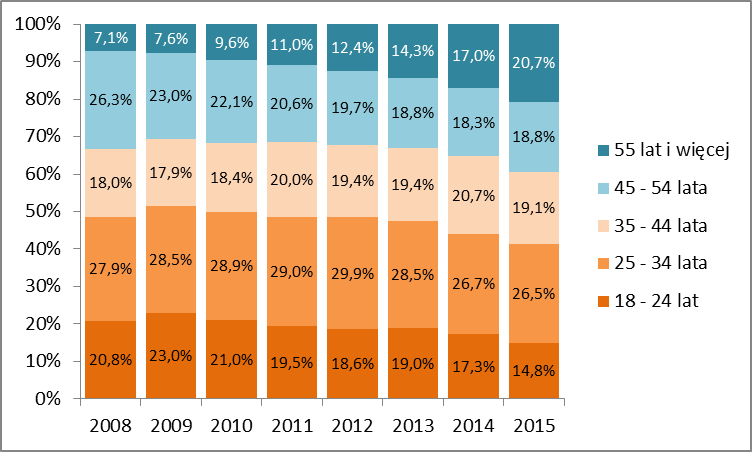 100%
90%
80%
70%
60%
50%
40%
30%
20%
10%
0%
7,1% 7,6% 9,6% 11,0% 12,4% 14,3% 17,0% 20,7%
26,3% 23,0% 22,1% 20,6% 19,7% 18,8% 18,3% 18,8%
18,0% 17,9% 18,4% 20,0% 19,4% 19,4% 20,7% 19,1%
27,9% 28,5% 28,9% 29,0% 29,9% 28,5% 26,7% 26,5%
20,8% 23,0% 21,0% 19,5% 18,6% 19,0% 17,3% 14,8%
2008 2009 2010 2011 2012 2013 2014 2015
55 lat i więcej
45 - 54 lata
35 - 44 lata
25 - 34 lata
18 - 24 lat